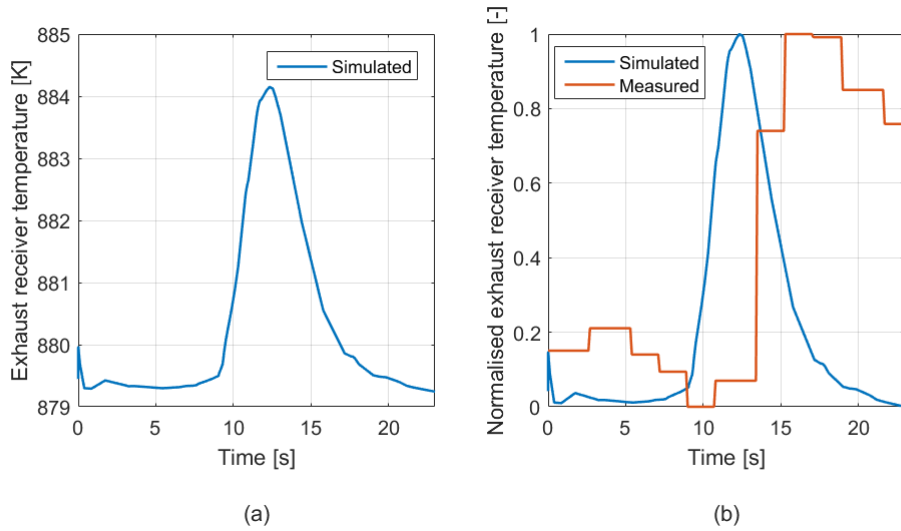 Exhaust receiver temperature [K]
885
884
883
882
881
880
879
0
5
10
15
20
Time [s]
Simulated
(a)
Normalised exhaust receiver temperature [-]
1
0.8
0.6
0.4
0.2
0
0
5
10
15
20
Time [s]
Simulated
Measured
(b)